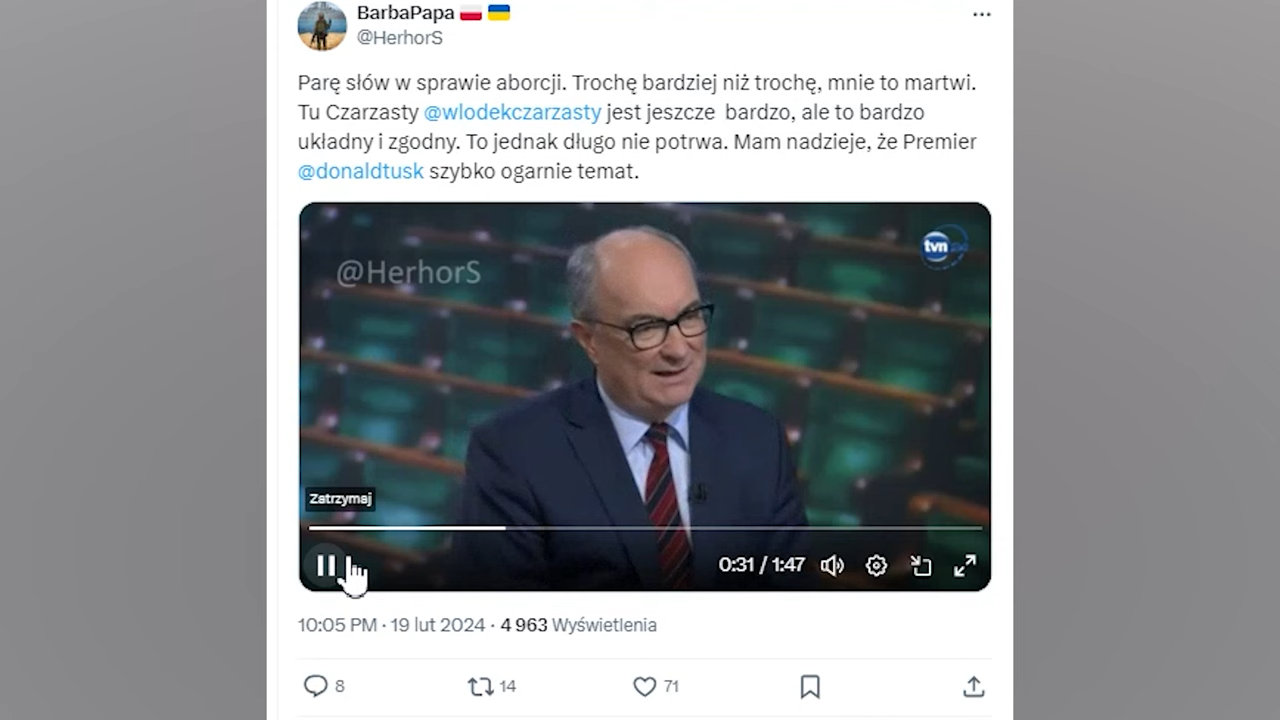 BarbaPapa
@HerhorS
Parę słów w sprawie aborcji. Trochę bardziej niż trochę, mnie to martwi.
Tu Czarzasty @wlodekczarzasty jest jeszcze bardzo, ale to bardzo
układny i zgodny. To jednak długo nie potrwa. Mam nadzieje, że Premier
@donaldtusk szybko ogarnie temat.
@HerhorS
tvn24
Zatrzymaj
0:31 / 1:47
10:05 PM · 19 lut 2024 · 4 963 Wyświetlenia
8
14
71